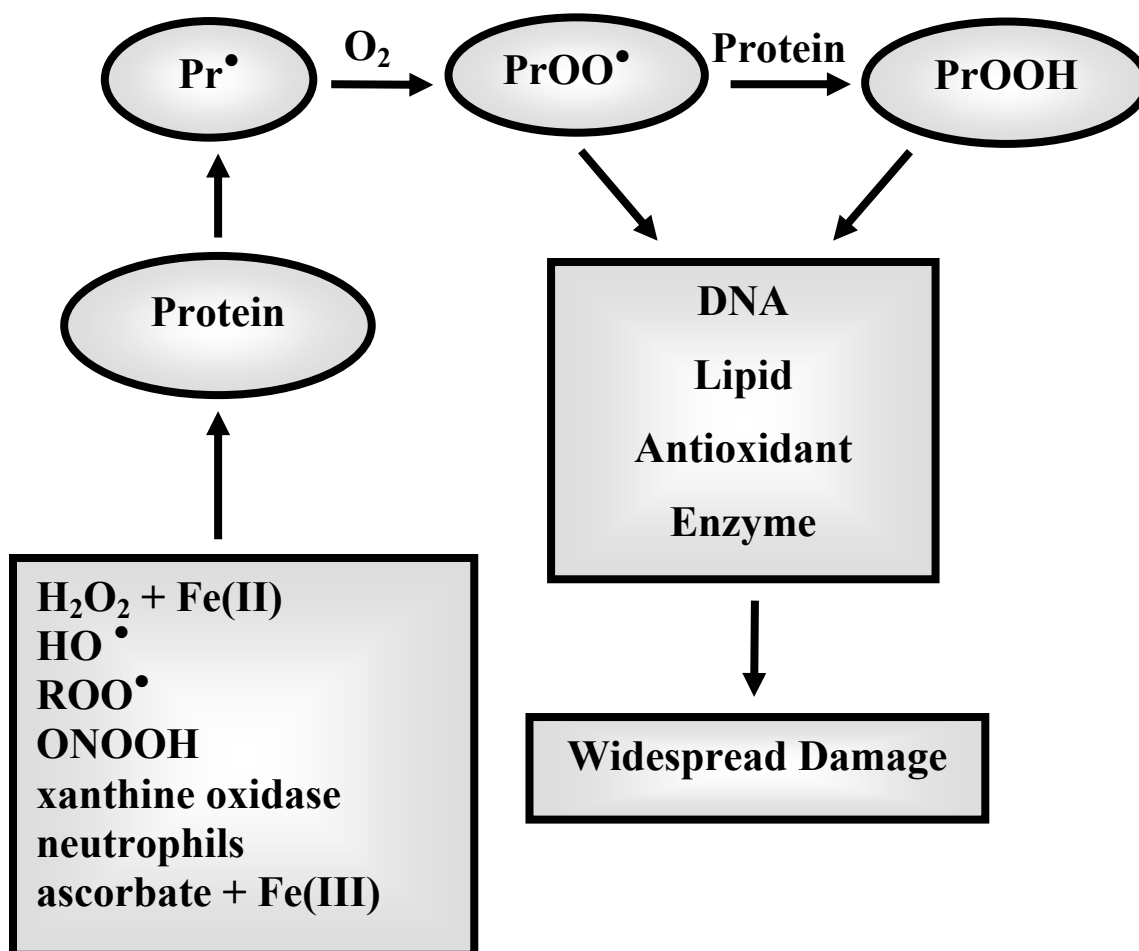 Pr•
O₂
PrOO•
Protein
PrOOH
Protein
DNA
Lipid
Antioxidant
Enzyme
H₂O₂ + Fe(II)
HO •
ROO•
ONOOH
xanthine oxidase
neutrophils
ascorbate + Fe(III)
Widespread Damage